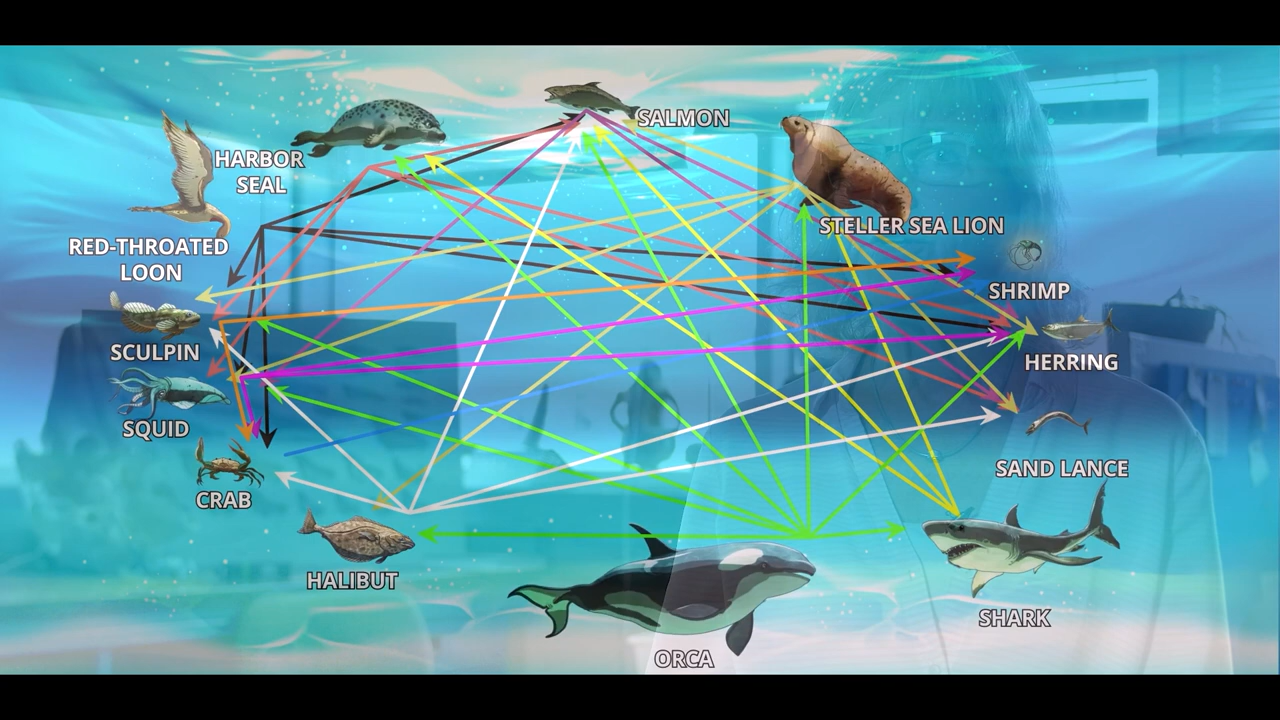 SALMON
HARBOR
SEAL
STELLER SEA LION
RED-THROATED
LOON
SHRIMP
SCULPIN
HERRING
SQUID
SAND LANCE
CRAB
HALIBUT
SHARK
ORCA